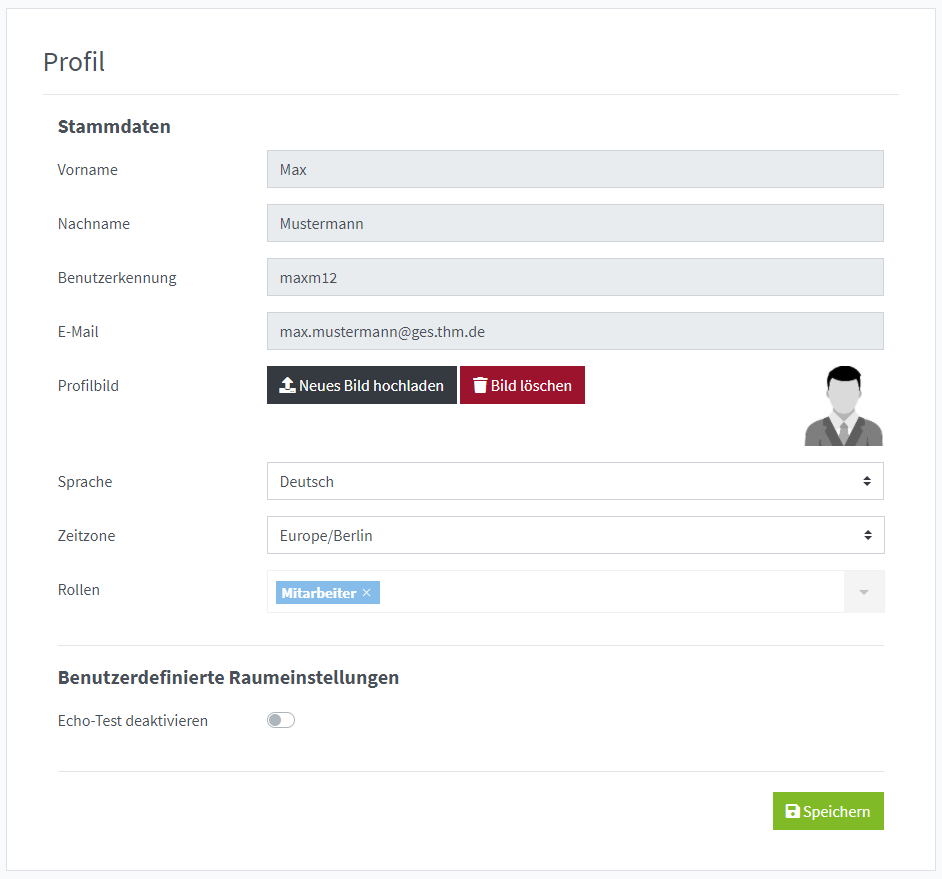 Profil
Stammdaten
Vorname Max
Nachname Mustermann
Benutzerkennung maxm12
E-Mail max.mustermann@ges.thm.de
Profilbild Neues Bild hochladen Bild löschen
Sprache Deutsch
Zeitzone Europe/Berlin
Rollen Mitarbeiter ×
Benutzerdefinierte Raumeinstellungen
Echo-Test deaktivieren
Speichern